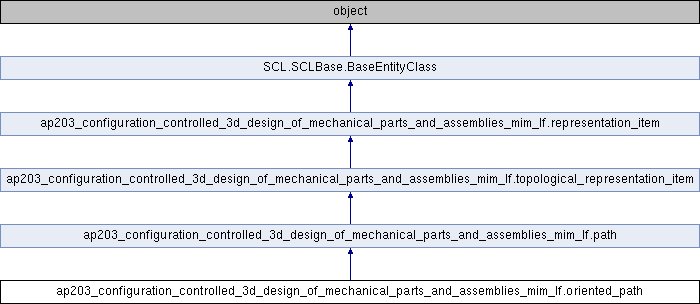 object
SCL.SCLBase.BaseEntityClass
ap203_configuration_controlled_3d_design_of_mechanical_parts_and_assemblies_mim_lf.representation_item
ap203_configuration_controlled_3d_design_of_mechanical_parts_and_assemblies_mim_lf.topological_representation_item
ap203_configuration_controlled_3d_design_of_mechanical_parts_and_assemblies_mim_lf.path
ap203_configuration_controlled_3d_design_of_mechanical_parts_and_assemblies_mim_lf.oriented_path